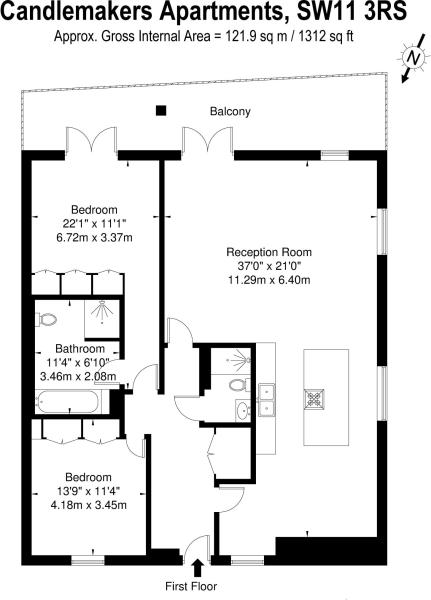 Candlemakers Apartments, SW11 3RS
Approx. Gross Internal Area = 121.9 sq m / 1312 sq ft
N
Balcony
Bedroom
22'1" x 11'1"
6.72m x 3.37m
Reception Room
37'0" x 21'0"
11.29m x 6.40m
Bathroom
11'4" x 6'10"
3.46m x 2.08m
Bedroom
13'9" x 11'4"
4.18m x 3.45m
First Floor